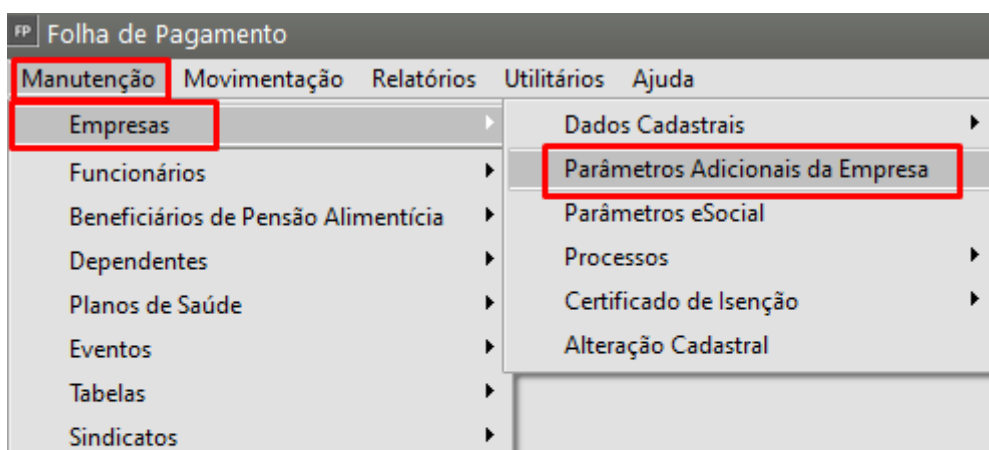 FP Folha de Pagamento
Manutenção Movimentação Relatórios Utilitários Ajuda
Empresas
Funcionários
Beneficiários de Pensão Alimentícia
Dependentes
Planos de Saúde
Eventos
Tabelas
Sindicatos
Dados Cadastrais
Parâmetros Adicionais da Empresa
Parâmetros eSocial
Processos
Certificado de Isenção
Alteração Cadastral